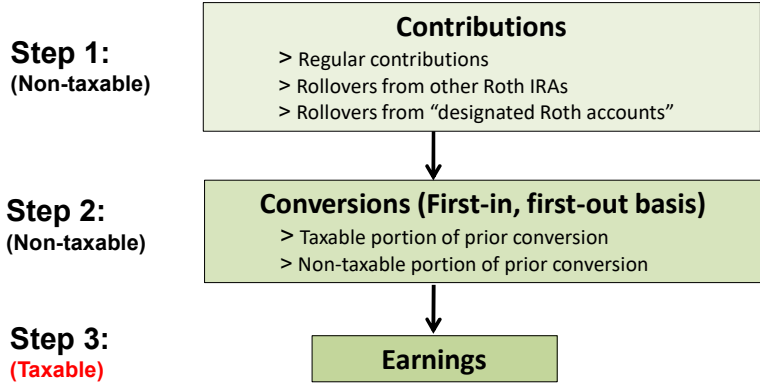 Step 1:
(Non-taxable)
Contributions
> Regular contributions
> Rollovers from other Roth IRAs
> Rollovers from “designated Roth accounts”
Step 2:
(Non-taxable)
Conversions (First-in, first-out basis)
> Taxable portion of prior conversion
> Non-taxable portion of prior conversion
Step 3:
(Taxable)
Earnings